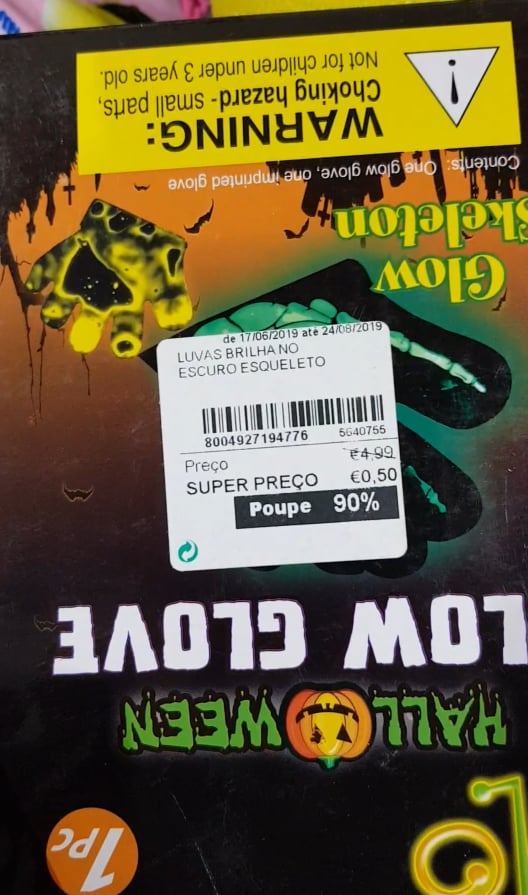 de 17/06/2019 até 24/08/2019
LUVAS BRILHA NO
ESCURO ESQUELETO
8004927194776 5640755
Preço €4,99
SUPER PREÇO €0,50
Poupe 90%
1Pc
HALLOWEEN
LOW GLOVE
Glow
Skeleton
Contents: One glow glove, one imprinted glove
WARNING:
Choking hazard- small parts,
Not for children under 3 years old.